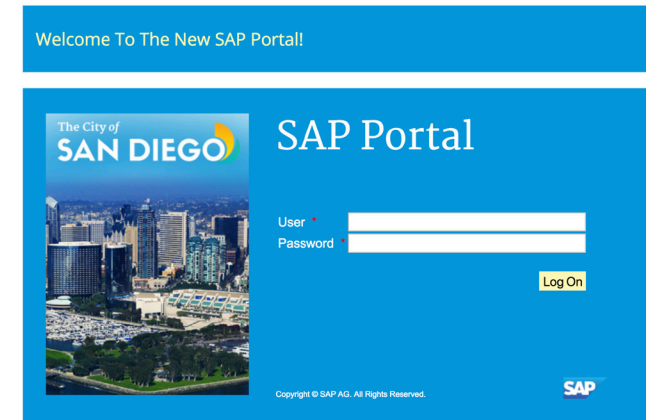 Welcome To The New SAP Portal!
The City of
SAN DIEGO
SAP Portal
User *
Password *
Log On
Copyright © SAP AG. All Rights Reserved.
SAP